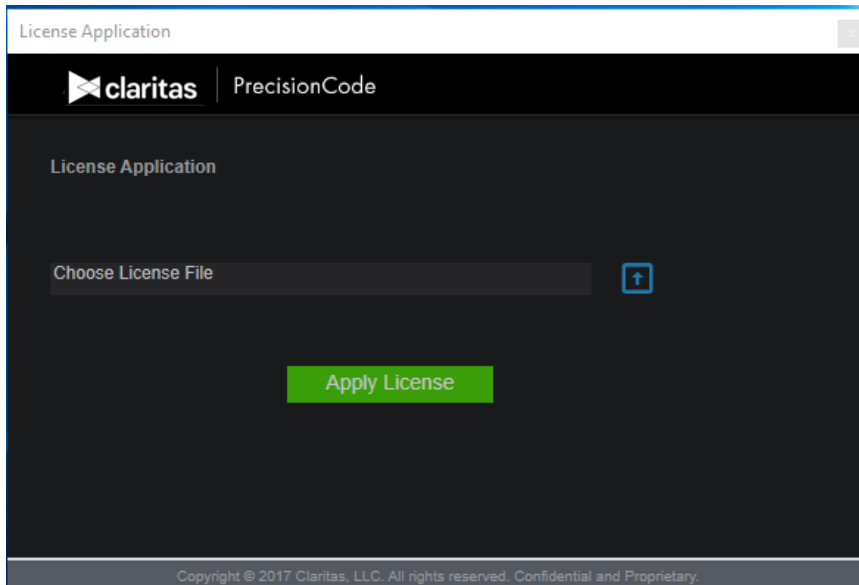 License Application
x
claritas | PrecisionCode
License Application
Choose License File
Apply License
Copyright © 2017 Claritas, LLC. All rights reserved. Confidential and Proprietary.